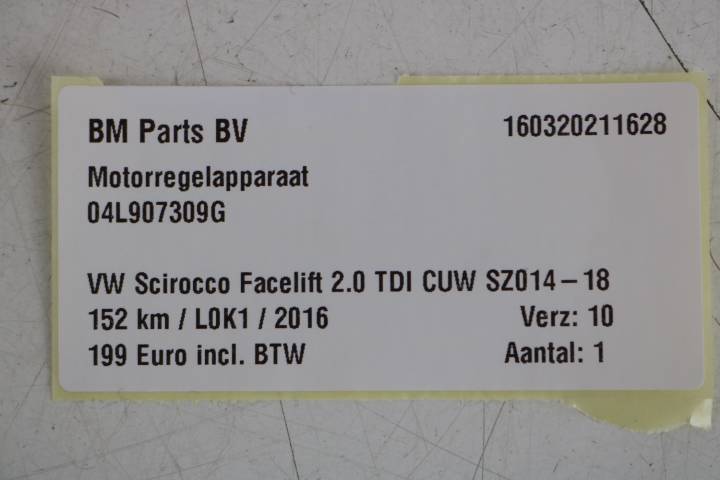 BM Parts BV 160320211628
Motorregelapparaat
04L907309G
VW Scirocco Facelift 2.0 TDI CUW SZ014-18
152 km / L0K1 / 2016 Verz: 10
199 Euro incl. BTW Aantal: 1